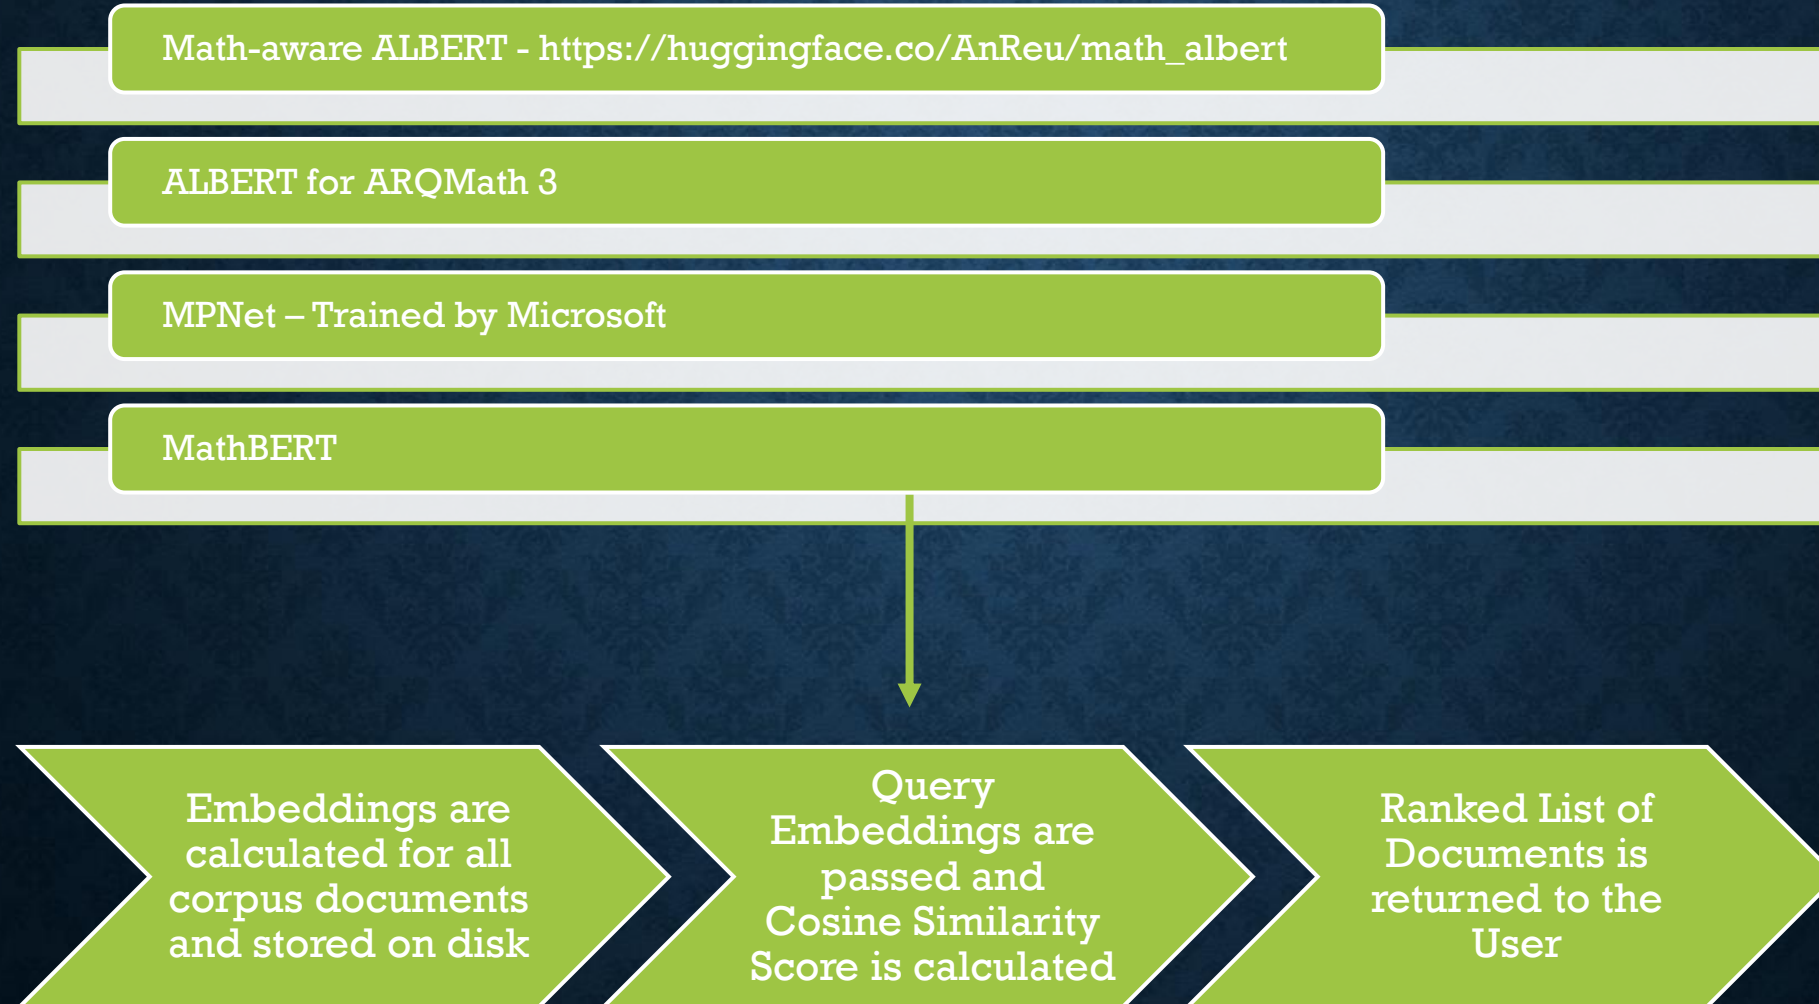 Math-aware ALBERT - https://huggingface.co/AnReu/math_albert
ALBERT for ARQMath 3
MPNet – Trained by Microsoft
MathBERT
Embeddings are
calculated for all
corpus documents
and stored on disk
Query
Embeddings are
passed and
Cosine Similarity
Score is calculated
Ranked List of
Documents is
returned to the
User